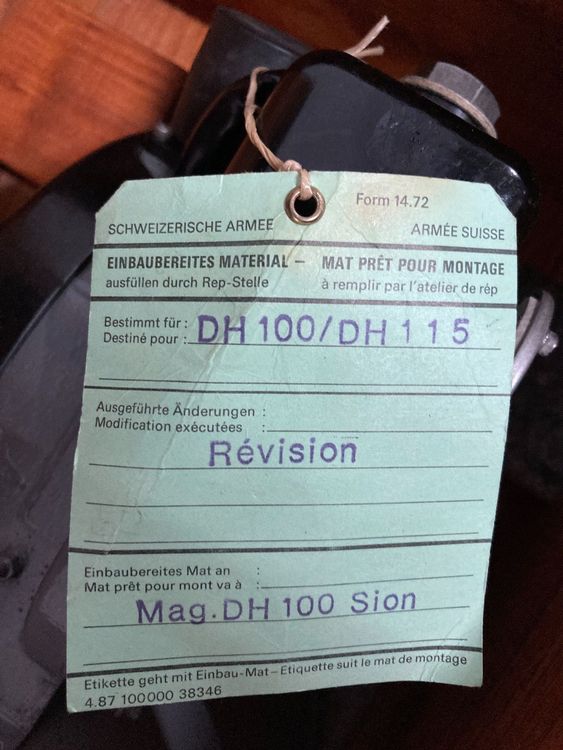 Form 14.72
SCHWEIZERISCHE ARMEE ARMÉE SUISSE
EINBAUBEREITES MATERIAL – MAT PRÊT POUR MONTAGE
ausfüllen durch Rep-Stelle à remplir par l'atelier de rép
Bestimmt für :
Destiné pour : DH 100/DH 115
Ausgeführte Änderungen :
Modification exécutées :
Révision
Einbaubereites Mat an :
Mat prêt pour mont va à :
Mag. DH 100 Sion
Etikette geht mit Einbau-Mat – Etiquette suit le mat de montage
4.87 100000 38346